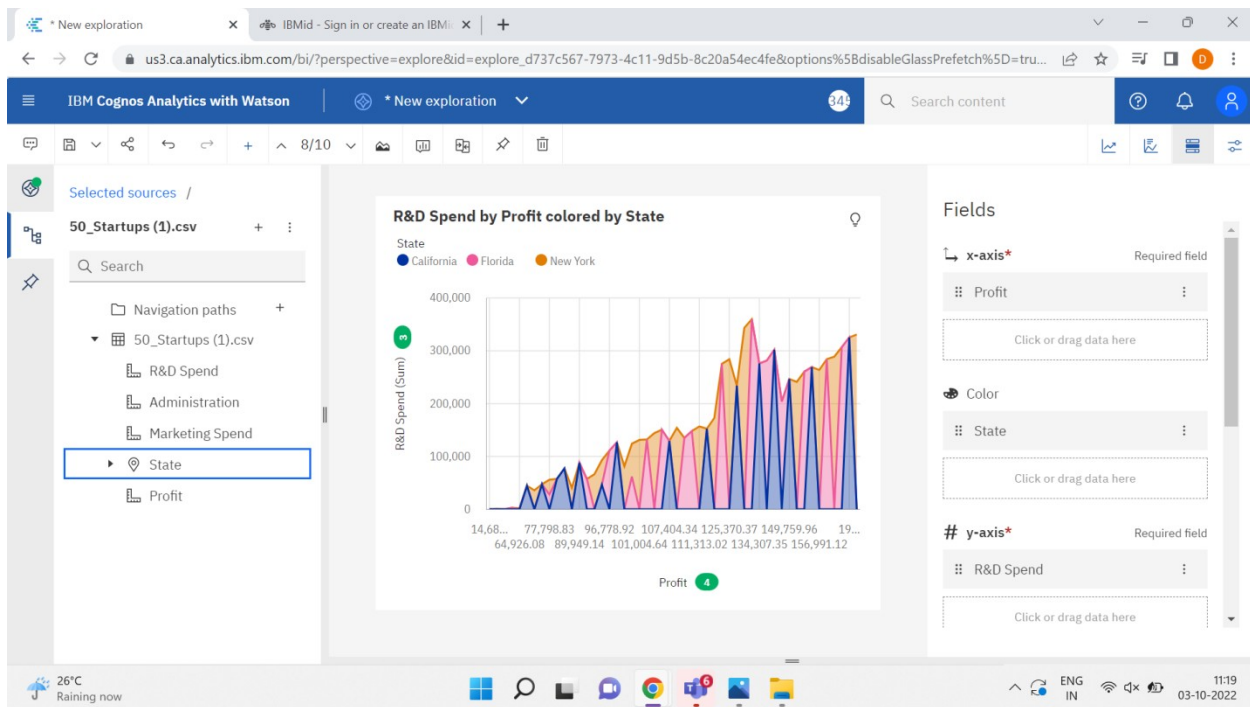 * New exploration
IBMid - Sign in or create an IBMi
us3.ca.analytics.ibm.com/bi/?perspective=explore&id=explore_d737c567-7973-4c11-9d5b-8c20a54ec4fe&options%5BdisableGlassPrefetch%5D=tru...
D
IBM Cognos Analytics with Watson
* New exploration
Search content
8/10
Selected sources /
50_Startups (1).csv
Search
Navigation paths
50_Startups (1).csv
R&D Spend
Administration
Marketing Spend
State
Profit
R&D Spend by Profit colored by State
State
California Florida New York
400,000
300,000
200,000
100,000
0
R&D Spend (Sum) 3
14,68... 77,798.83 96,778.92 107,404.34 125,370.37 149,759.96 19...
64,926.08 89,949.14 101,004.64 111,313.02 134,307.35 156,991.12
Profit 4
Fields
x-axis* Required field
Profit
Click or drag data here
Color
State
Click or drag data here
# y-axis* Required field
R&D Spend
Click or drag data here
26°C
Raining now
6
ENG
IN
11:19
03-10-2022